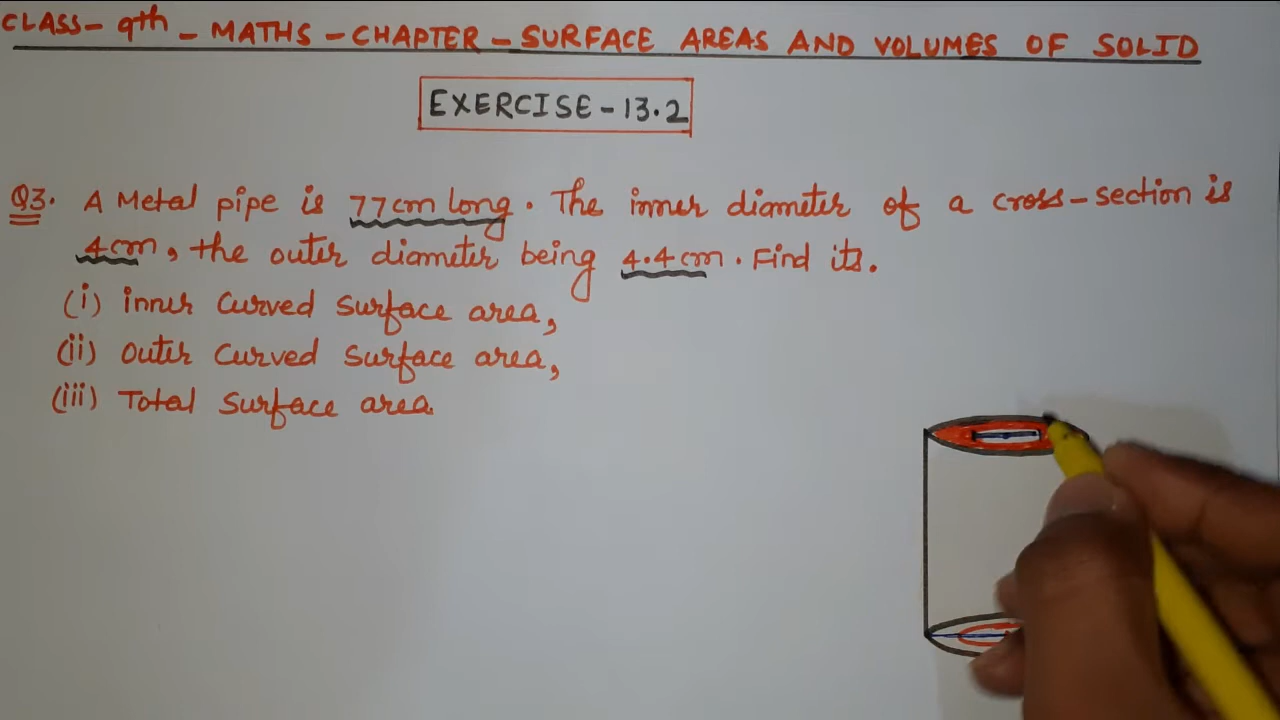 CLASS- 9th - MATHS - CHAPTER - SURFACE AREAS AND VOLUMES OF SOLID
EXERCISE-13.2
Q3. A Metal pipe is 77cm long. The inner diameter of a cross-section is
4cm, the outer diameter being 4.4cm. Find its.
(i) inner curved surface area,
(ii) outer curved surface area,
(iii) Total surface area.